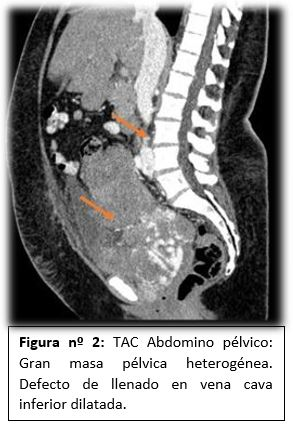 Figura nº 2: TAC Abdomino pélvico:
Gran masa pélvica heterogénea.
Defecto de llenado en vena cava
inferior dilatada.